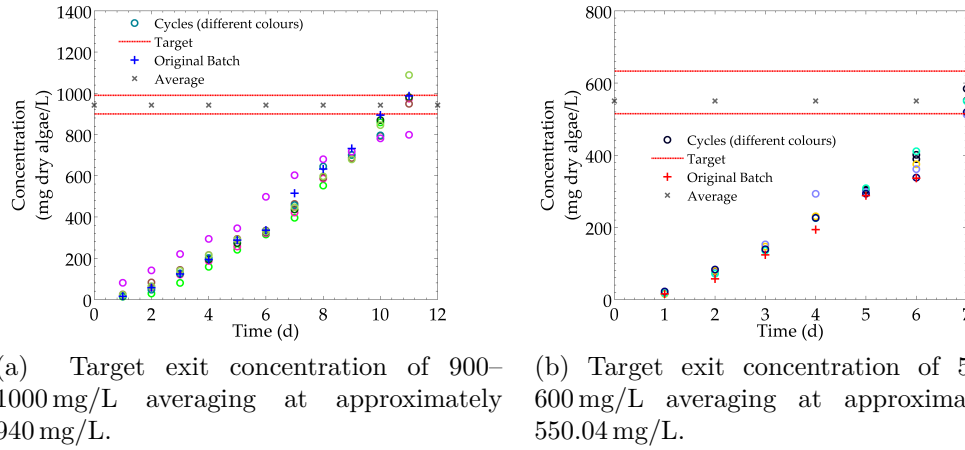 1400
1200
1000
800
600
400
200
0
Concentration
(mg dry algae/L)
Cycles (different colours)
Target
Original Batch
Average
0 2 4 6 8 10 12
Time (d)
800
600
400
200
0
Concentration
(mg dry algae/L)
Cycles (different colours)
Target
Original Batch
Average
0 1 2 3 4 5 6 7
Time (d)
a) Target exit concentration of 900–
1000 mg/L averaging at approximately
940 mg/L.
(b) Target exit concentration of 5
600 mg/L averaging at approxima
550.04 mg/L.